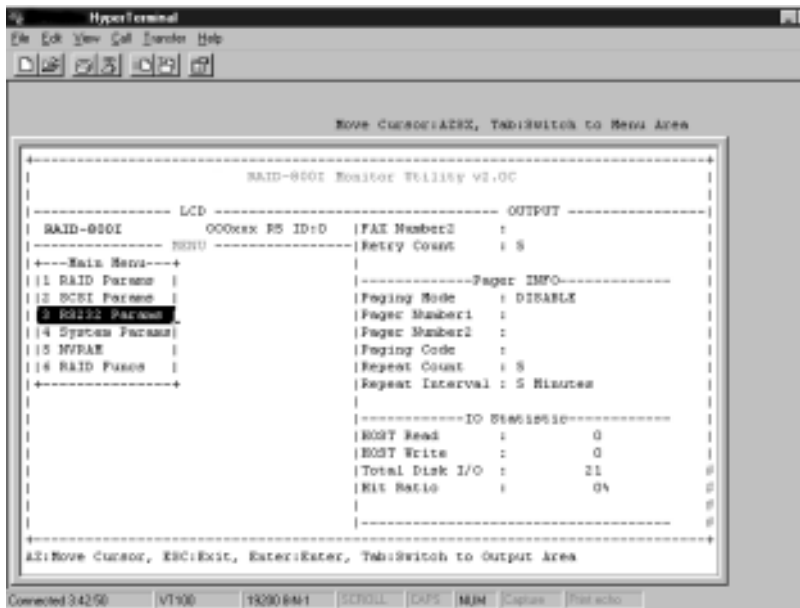 HyperTerminal
File Edit View Call Transfer Help
Move Cursor:AZSX, Tab:Switch to Menu Area
RAID-800I Monitor Utility v2.0C
LCD
OUTPUT
RAID-800I 000xxx R5 ID:0
FAX Number2 :
MENU
Retry Count : 5
Main Menu
1 RAID Params
Pager INFO
2 SCSI Params
Paging Mode : DISABLE
3 RS232 Params
Pager Number1 :
4 System Params
Pager Number2 :
5 NVRAM
Paging Code :
6 RAID Funcs
Repeat Count : 5
Repeat Interval : 5 Minutes
IO Statistic
HOST Read : 0
HOST Write : 0
Total Disk I/O : 21
Hit Ratio : 0%
AZ:Move Cursor, ESC:Exit, Enter:Enter, Tab:Switch to Output Area
Connected 3:42:50 VT100 19200 8-N-1 SCROLL CAPS NUM Capture Print echo